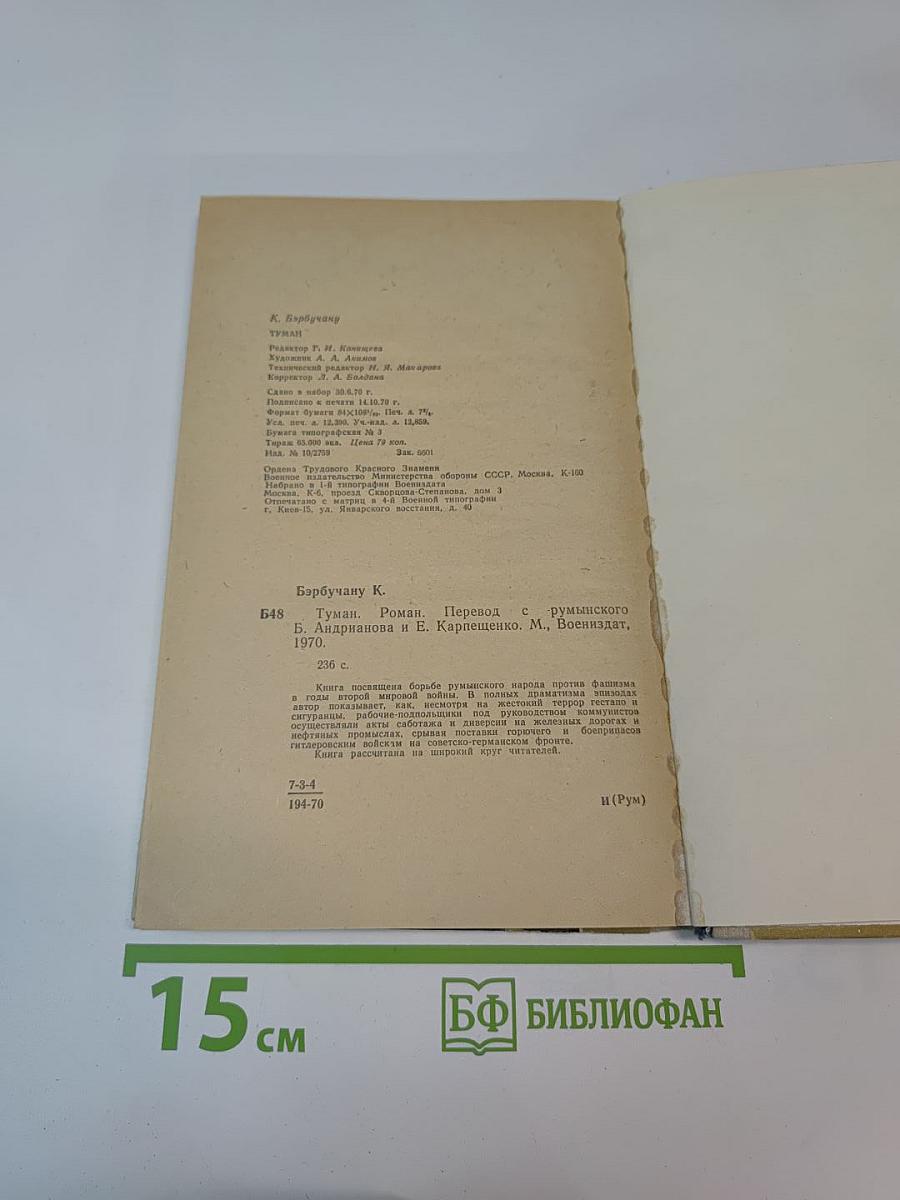 К. Бэрбучану
ТУМАН
Редактор Г. И. Конищева
Художник А. А. Акимов
Технический редактор Н. Я. Макарова
Корректор Л. А. Болдина
Сдано в набор 30.6.70 г.
Подписано к печати 14.10.70 г.
Формат бумаги 84×108¹/₃₂. Печ. л. 7³/₈.
Усл. печ. л. 12,390. Уч.-изд. л. 12,859.
Бумага типографская № 3
Тираж 65.000 экз. Цена 79 коп.
Изд. № 10/2759 Зак. 6601
Ордена Трудового Красного Знамени
Военное издательство Министерства обороны СССР. Москва, К-160
Набрано в 1-й типографии Воениздата
Москва, К-6, проезд Скворцова-Степанова, дом 3
Отпечатано с матриц в 4-й Военной типографии
г. Киев-15, ул. Январского восстания, д. 40
Бэрбучану К.
Б48 Туман. Роман. Перевод с румынского
Б. Андрианова и Е. Карпещенко. М., Воениздат,
1970.
236 с.
Книга посвящена борьбе румынского народа против фашизма
в годы второй мировой войны. В полных драматизма эпизодах
автор показывает, как, несмотря на жестокий террор гестапо и
сигуранцы, рабочие-подпольщики под руководством коммунистов
осуществляли акты саботажа и диверсии на железных дорогах и
нефтяных промыслах, срывая поставки горючего и боеприпасов
гитлеровским войскам на советско-германском фронте.
Книга рассчитана на широкий круг читателей.
7-3-4
194-70
И (Рум)
15 см
БФ БИБЛИОФАН